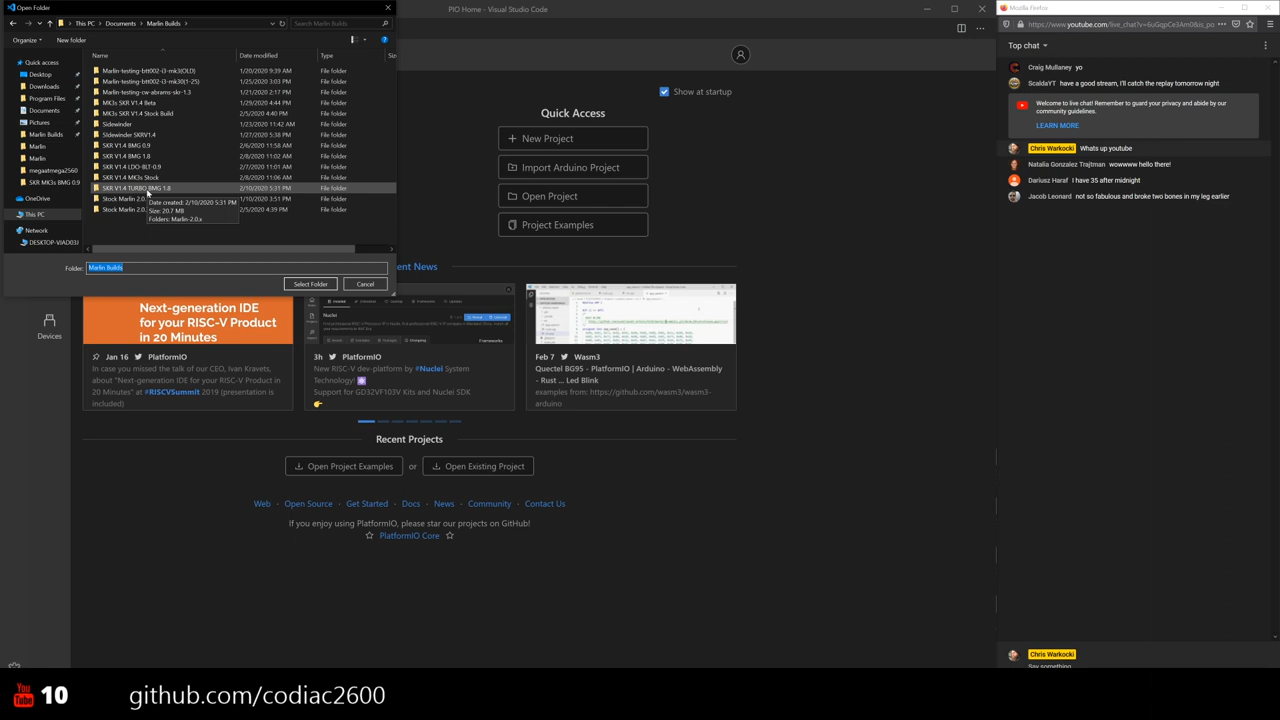 Open Folder
This PC > Documents > Marlin Builds >
Search Marlin Builds
Organize
New folder
Name
Date modified
Type
Quick access
Desktop
Downloads
Program Files
Documents
Pictures
Marlin Builds
Marlin
Marlin
megaatmega2560
SKR MK3s BMG 0.9
OneDrive
This PC
Network
DESKTOP-VJAD03J
Marlin-testing-btt002-i3-mk3(OLD) 1/20/2020 9:39 AM File folder
Marlin-testing-btt002-i3-mk3(1-25) 1/25/2020 3:03 PM File folder
Marlin-testing-cw-abrams-skr-1.3 1/21/2020 2:17 PM File folder
MK3s SKR V1.4 Beta 1/29/2020 4:44 PM File folder
MK3s SKR V1.4 Stock Build 2/5/2020 4:40 PM File folder
Sidewinder 1/23/2020 11:42 AM File folder
Sidewinder SKRV1.4 1/27/2020 5:38 PM File folder
SKR V1.4 BMG 0.9 2/6/2020 11:58 AM File folder
SKR V1.4 BMG 1.8 2/8/2020 11:02 AM File folder
SKR V1.4 LDO-BLT-0.9 2/7/2020 11:01 AM File folder
SKR V1.4 MK3s Stock 2/8/2020 11:06 AM File folder
SKR V1.4 TURBO BMG 1.8 2/10/2020 5:31 PM File folder
Stock Marlin 2.0 1/10/2020 3:51 PM File folder
Stock Marlin 2.0. 2/5/2020 4:39 PM File folder
Date created: 2/10/2020 5:31 PM
Size: 20.7 MB
Folders: Marlin-2.0.x
Folder: Marlin Builds
Select Folder
Cancel
PIO Home - Visual Studio Code
Show at startup
Quick Access
New Project
Import Arduino Project
Open Project
Project Examples
Devices
ent News
Next-generation IDE
for your RISC-V Product
in 20 Minutes
Jan 16 PlatformIO
In case you missed the talk of our CEO, Ivan Kravets,
about "Next-generation IDE for your RISC-V Product
in 20 Minutes" at #RISCVSummit 2019 (presentation is
included)
Nuclei
3h PlatformIO
New RISC-V dev-platform by #Nuclei System
Technology!
Support for GD32VF103V Kits and Nuclei SDK
Feb 7 Wasm3
Quectel BG95 - PlatformIO | Arduino - WebAssembly
- Rust ... Led Blink
examples from: https://github.com/wasm3/wasm3-
arduino
Recent Projects
Open Project Examples or Open Existing Project
Web · Open Source · Get Started · Docs · News · Community · Contact Us
If you enjoy using PlatformIO, please star our projects on GitHub!
PlatformIO Core
Mozilla Firefox
https://www.youtube.com/live_chat?v=6uGqpCe3Am0&is_po
Top chat
Craig Mullaney yo
ScaldaYT have a good stream, I'll catch the replay tomorrow night
Welcome to live chat! Remember to guard your privacy and abide by our
community guidelines.
LEARN MORE
Chris Warkocki Whats up youtube
Natalia Gonzalez Trajtman wowwww hello there!
Dariusz Haraf i have 35 after midnight
Jacob Leonard not so fabulous and broke two bones in my leg earlier
Chris Warkocki
Say something...
YouTube 10 github.com/codiac2600